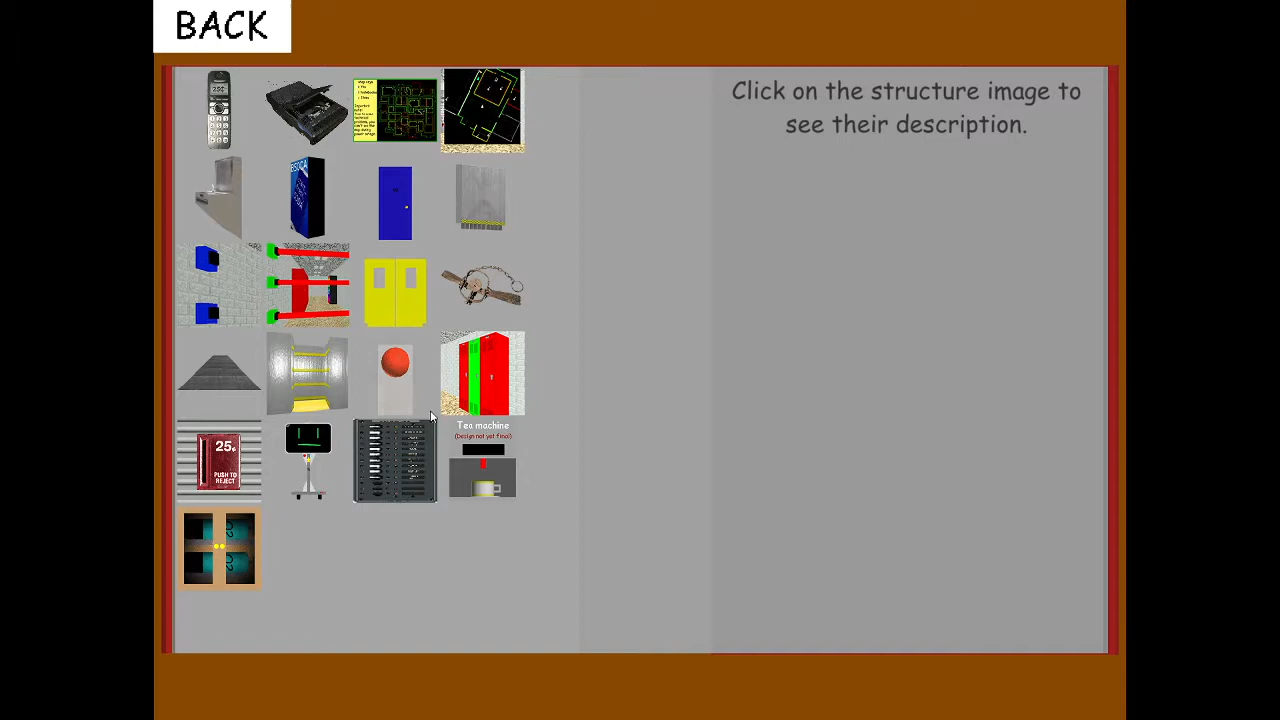 BACK
Click on the structure image to
see their description.
BSODA
Tea machine
(Design not yet final)
25¢
PUSH TO
REJECT